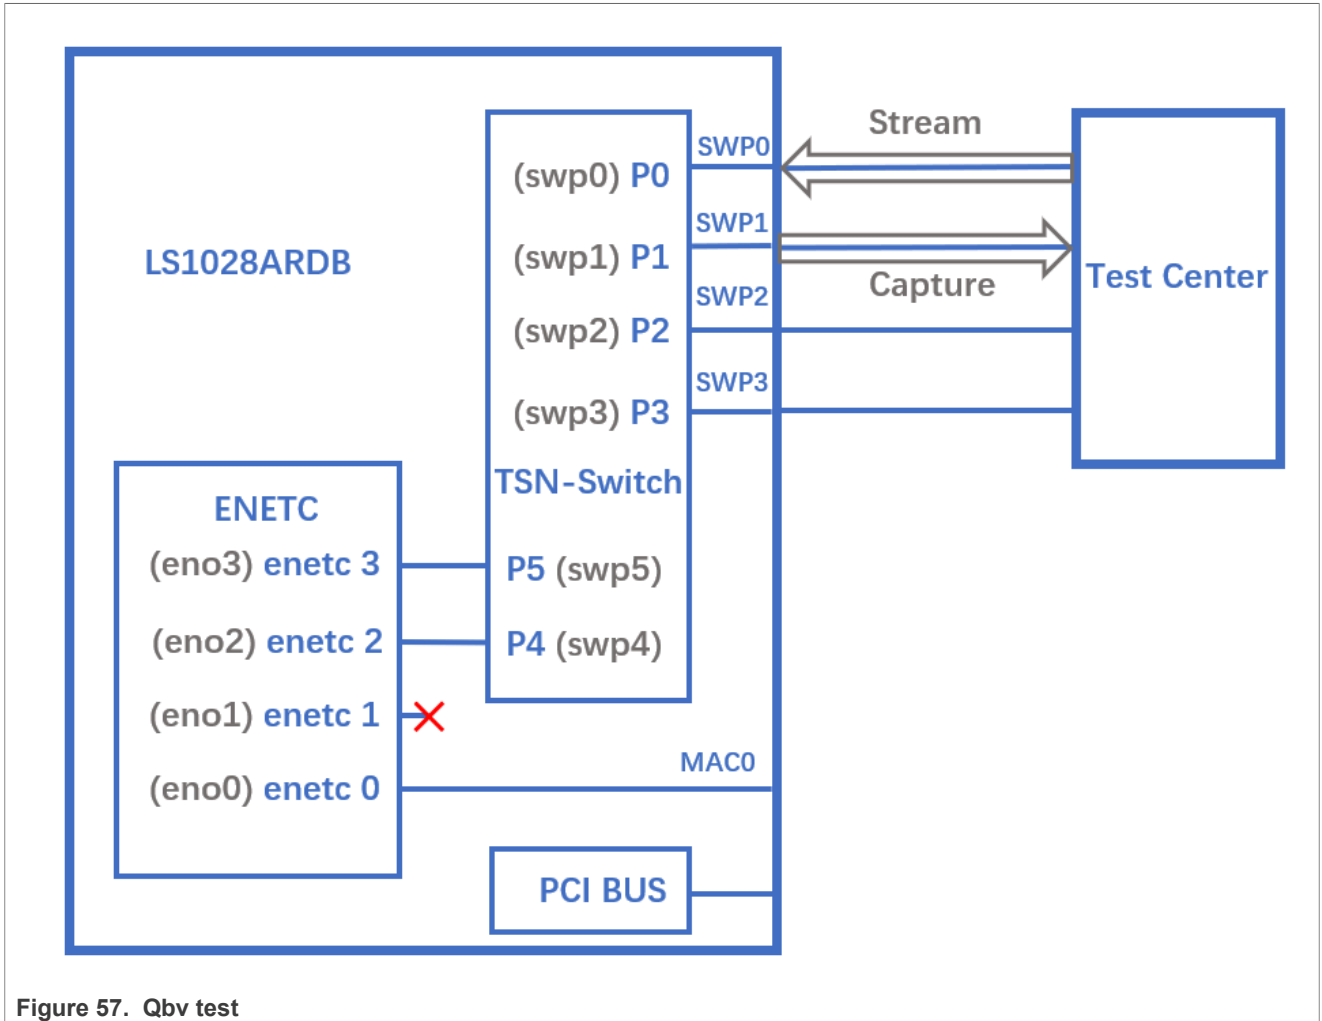 Stream
SWP0
(swp0) P0
SWP1
(swp1) P1
LS1028ARDB
Test Center
Capture
SWP2
(swp2) P2
SWP3
(swp3) P3
TSN-Switch
ENETC
(eno3) enetc 3
P5 (swp5)
(eno2) enetc 2
P4 (swp4)
(eno1) enetc 1
MAC0
(eno0) enetc 0
PCI BUS
Figure 57. Qbv test